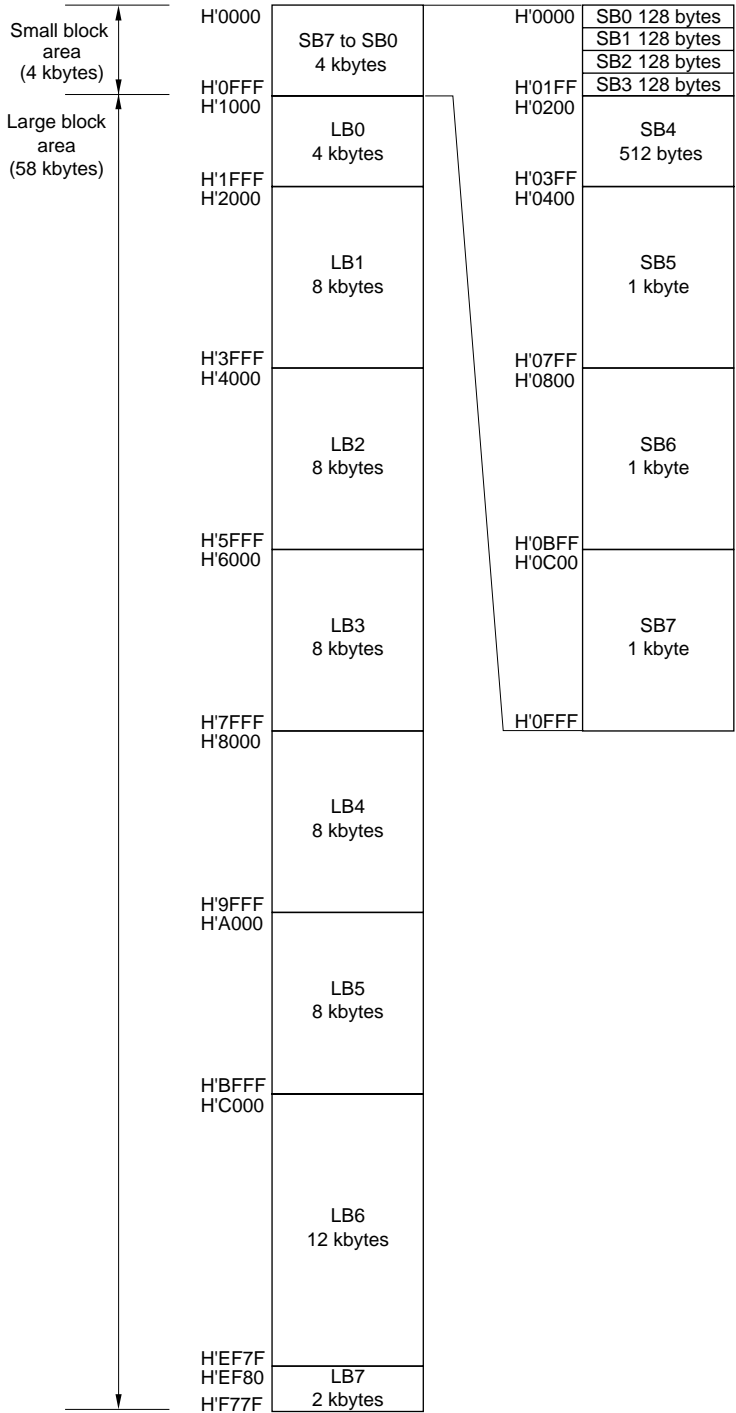 Small block
area
(4 kbytes)
Large block
area
(58 kbytes)
H'0000
SB7 to SB0
4 kbytes
H'0FFF
H'1000
LB0
4 kbytes
H'1FFF
H'2000
LB1
8 kbytes
H'3FFF
H'4000
LB2
8 kbytes
H'5FFF
H'6000
LB3
8 kbytes
H'7FFF
H'8000
LB4
8 kbytes
H'9FFF
H'A000
LB5
8 kbytes
H'BFFF
H'C000
LB6
12 kbytes
H'EF7F
H'EF80
LB7
2 kbytes
H'F77F
H'0000
SB0 128 bytes
SB1 128 bytes
SB2 128 bytes
SB3 128 bytes
H'01FF
H'0200
SB4
512 bytes
H'03FF
H'0400
SB5
1 kbyte
H'07FF
H'0800
SB6
1 kbyte
H'0BFF
H'0C00
SB7
1 kbyte
H'0FFF